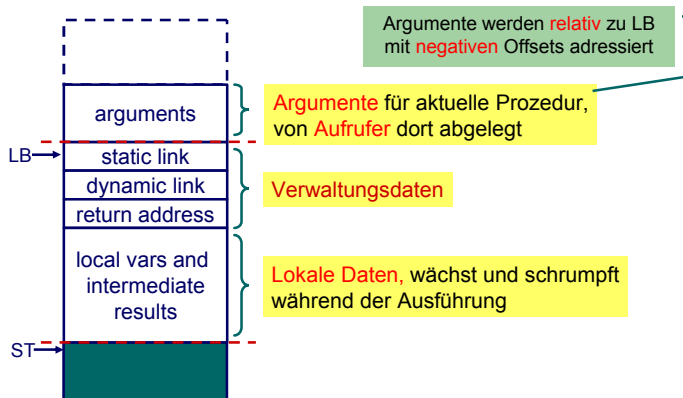 Argumente werden relativ zu LB
mit negativen Offsets adressiert
arguments
Argumente für aktuelle Prozedur,
von Aufrufer dort abgelegt
LB
static link
dynamic link
return address
Verwaltungsdaten
local vars and
intermediate
results
Lokale Daten, wächst und schrumpft
während der Ausführung
ST